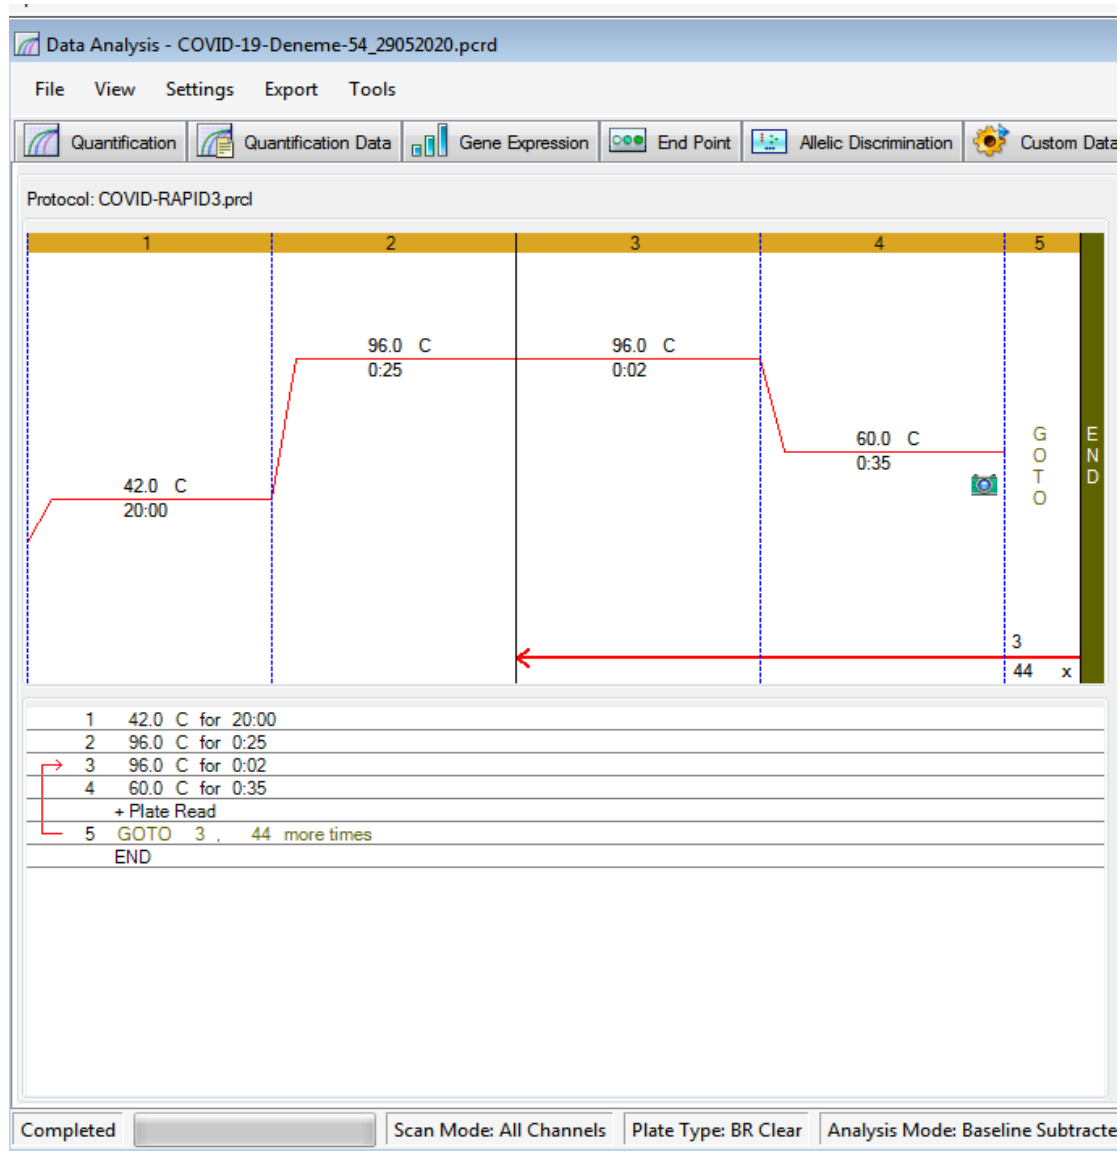 Data Analysis - COVID-19-Deneme-54_29052020.pcrd
File View Settings Export Tools
Quantification Quantification Data Gene Expression End Point Allelic Discrimination Custom Data
Protocol: COVID-RAPID3.prcl
1 2 3 4 5
96.0 C 96.0 C
0:25 0:02
60.0 C
0:35
GOTO
END
42.0 C
20:00
3
44 x
1 42.0 C for 20:00
2 96.0 C for 0:25
3 96.0 C for 0:02
4 60.0 C for 0:35
+ Plate Read
5 GOTO 3 , 44 more times
END
Completed Scan Mode: All Channels Plate Type: BR Clear Analysis Mode: Baseline Subtracte